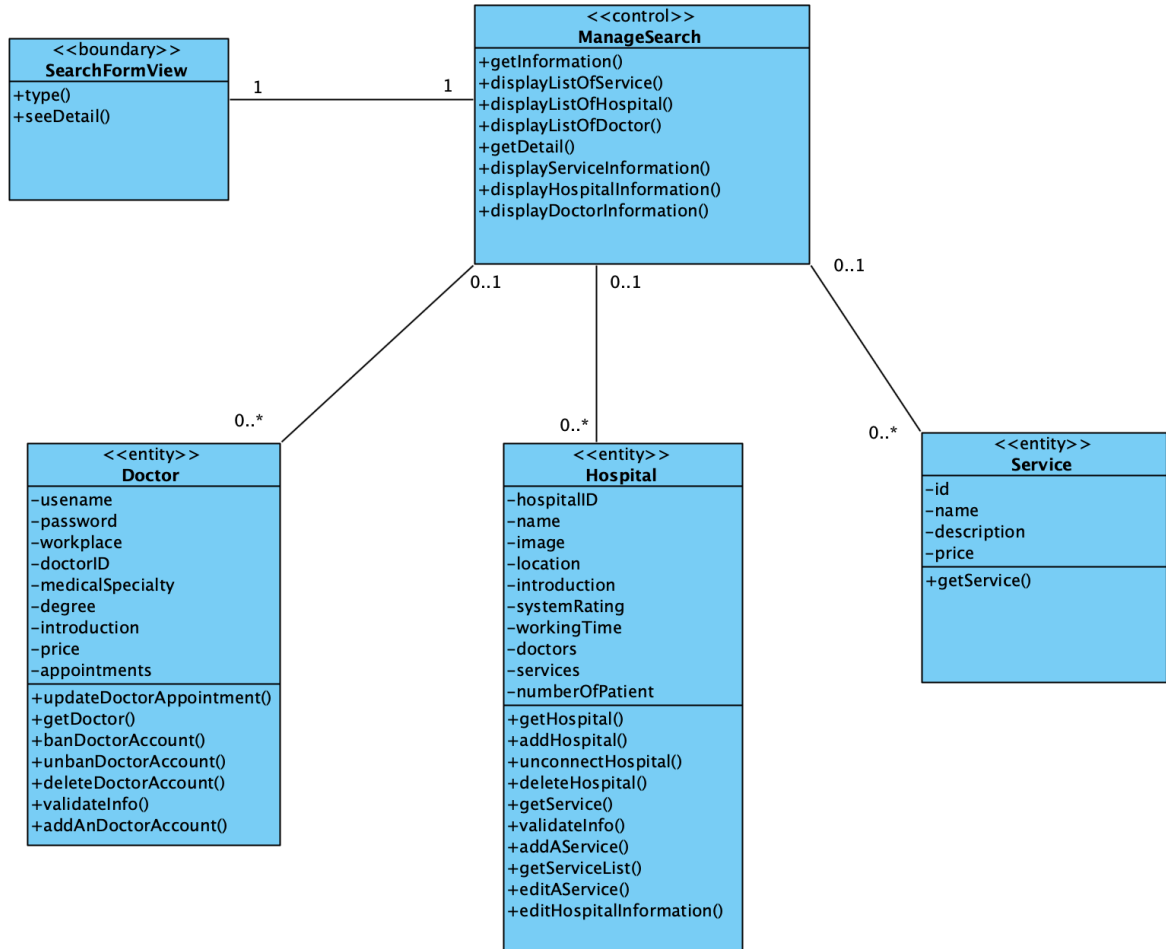 <<boundary>>
SearchFormView
+type()
+seeDetail()
1
1
<<control>>
ManageSearch
+getInformation()
+displayListOfService()
+displayListOfHospital()
+displayListOfDoctor()
+getDetail()
+displayServiceInformation()
+displayHospitalInformation()
+displayDoctorInformation()
0..1
0..1
0..1
0..*
0..*
0..*
<<entity>>
Doctor
-usename
-password
-workplace
-doctorID
-medicalSpecialty
-degree
-introduction
-price
-appointments
+updateDoctorAppointment()
+getDoctor()
+banDoctorAccount()
+unbanDoctorAccount()
+deleteDoctorAccount()
+validateInfo()
+addAnDoctorAccount()
<<entity>>
Hospital
-hospitalID
-name
-image
-location
-introduction
-systemRating
-workingTime
-doctors
-services
-numberOfPatient
+getHospital()
+addHospital()
+unconnectHospital()
+deleteHospital()
+getService()
+validateInfo()
+addAService()
+getServiceList()
+editAService()
+editHospitalInformation()
<<entity>>
Service
-id
-name
-description
-price
+getService()